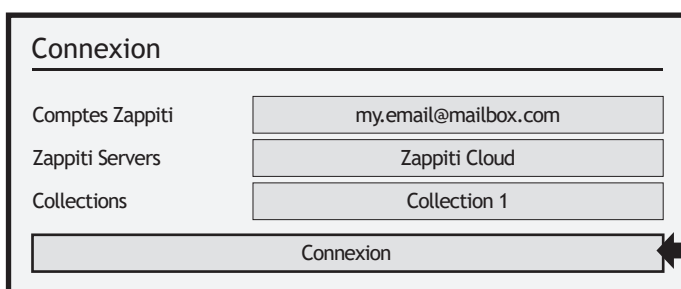 Connexion
Comptes Zappiti my.email@mailbox.com
Zappiti Servers Zappiti Cloud
Collections Collection 1
Connexion